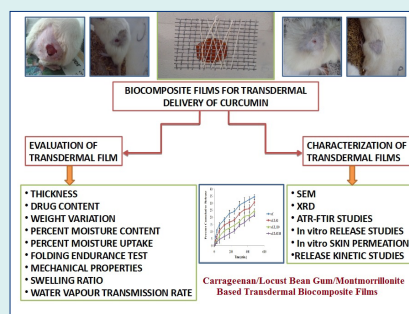 BIOCOMPOSITE FILMS FOR TRANSDERMAL
DELIVERY OF CURCUMIN
EVALUATION OF
TRANSDERMAL FILM
CHARACTERIZATION OF
TRANSDERMAL FILMS
• THICKNESS
• DRUG CONTENT
• WEIGHT VARIATION
• PERCENT MOISTURE CONTENT
• PERCENT MOISTURE UPTAKE
• FOLDING ENDURANCE TEST
• MECHANICAL PROPERTIES
• SWELLING RATIO
• WATER VAPOUR TRANSMISSION RATE
• SEM
• XRD
• ATR-FTIR STUDIES
• In vitro RELEASE STUDIES
• In vitro SKIN PERMEATION
•RELEASE KINETIC STUDIES
Carrageenan/Locust Bean Gum/Montmorrillonite
Based Transdermal Biocomposite Films